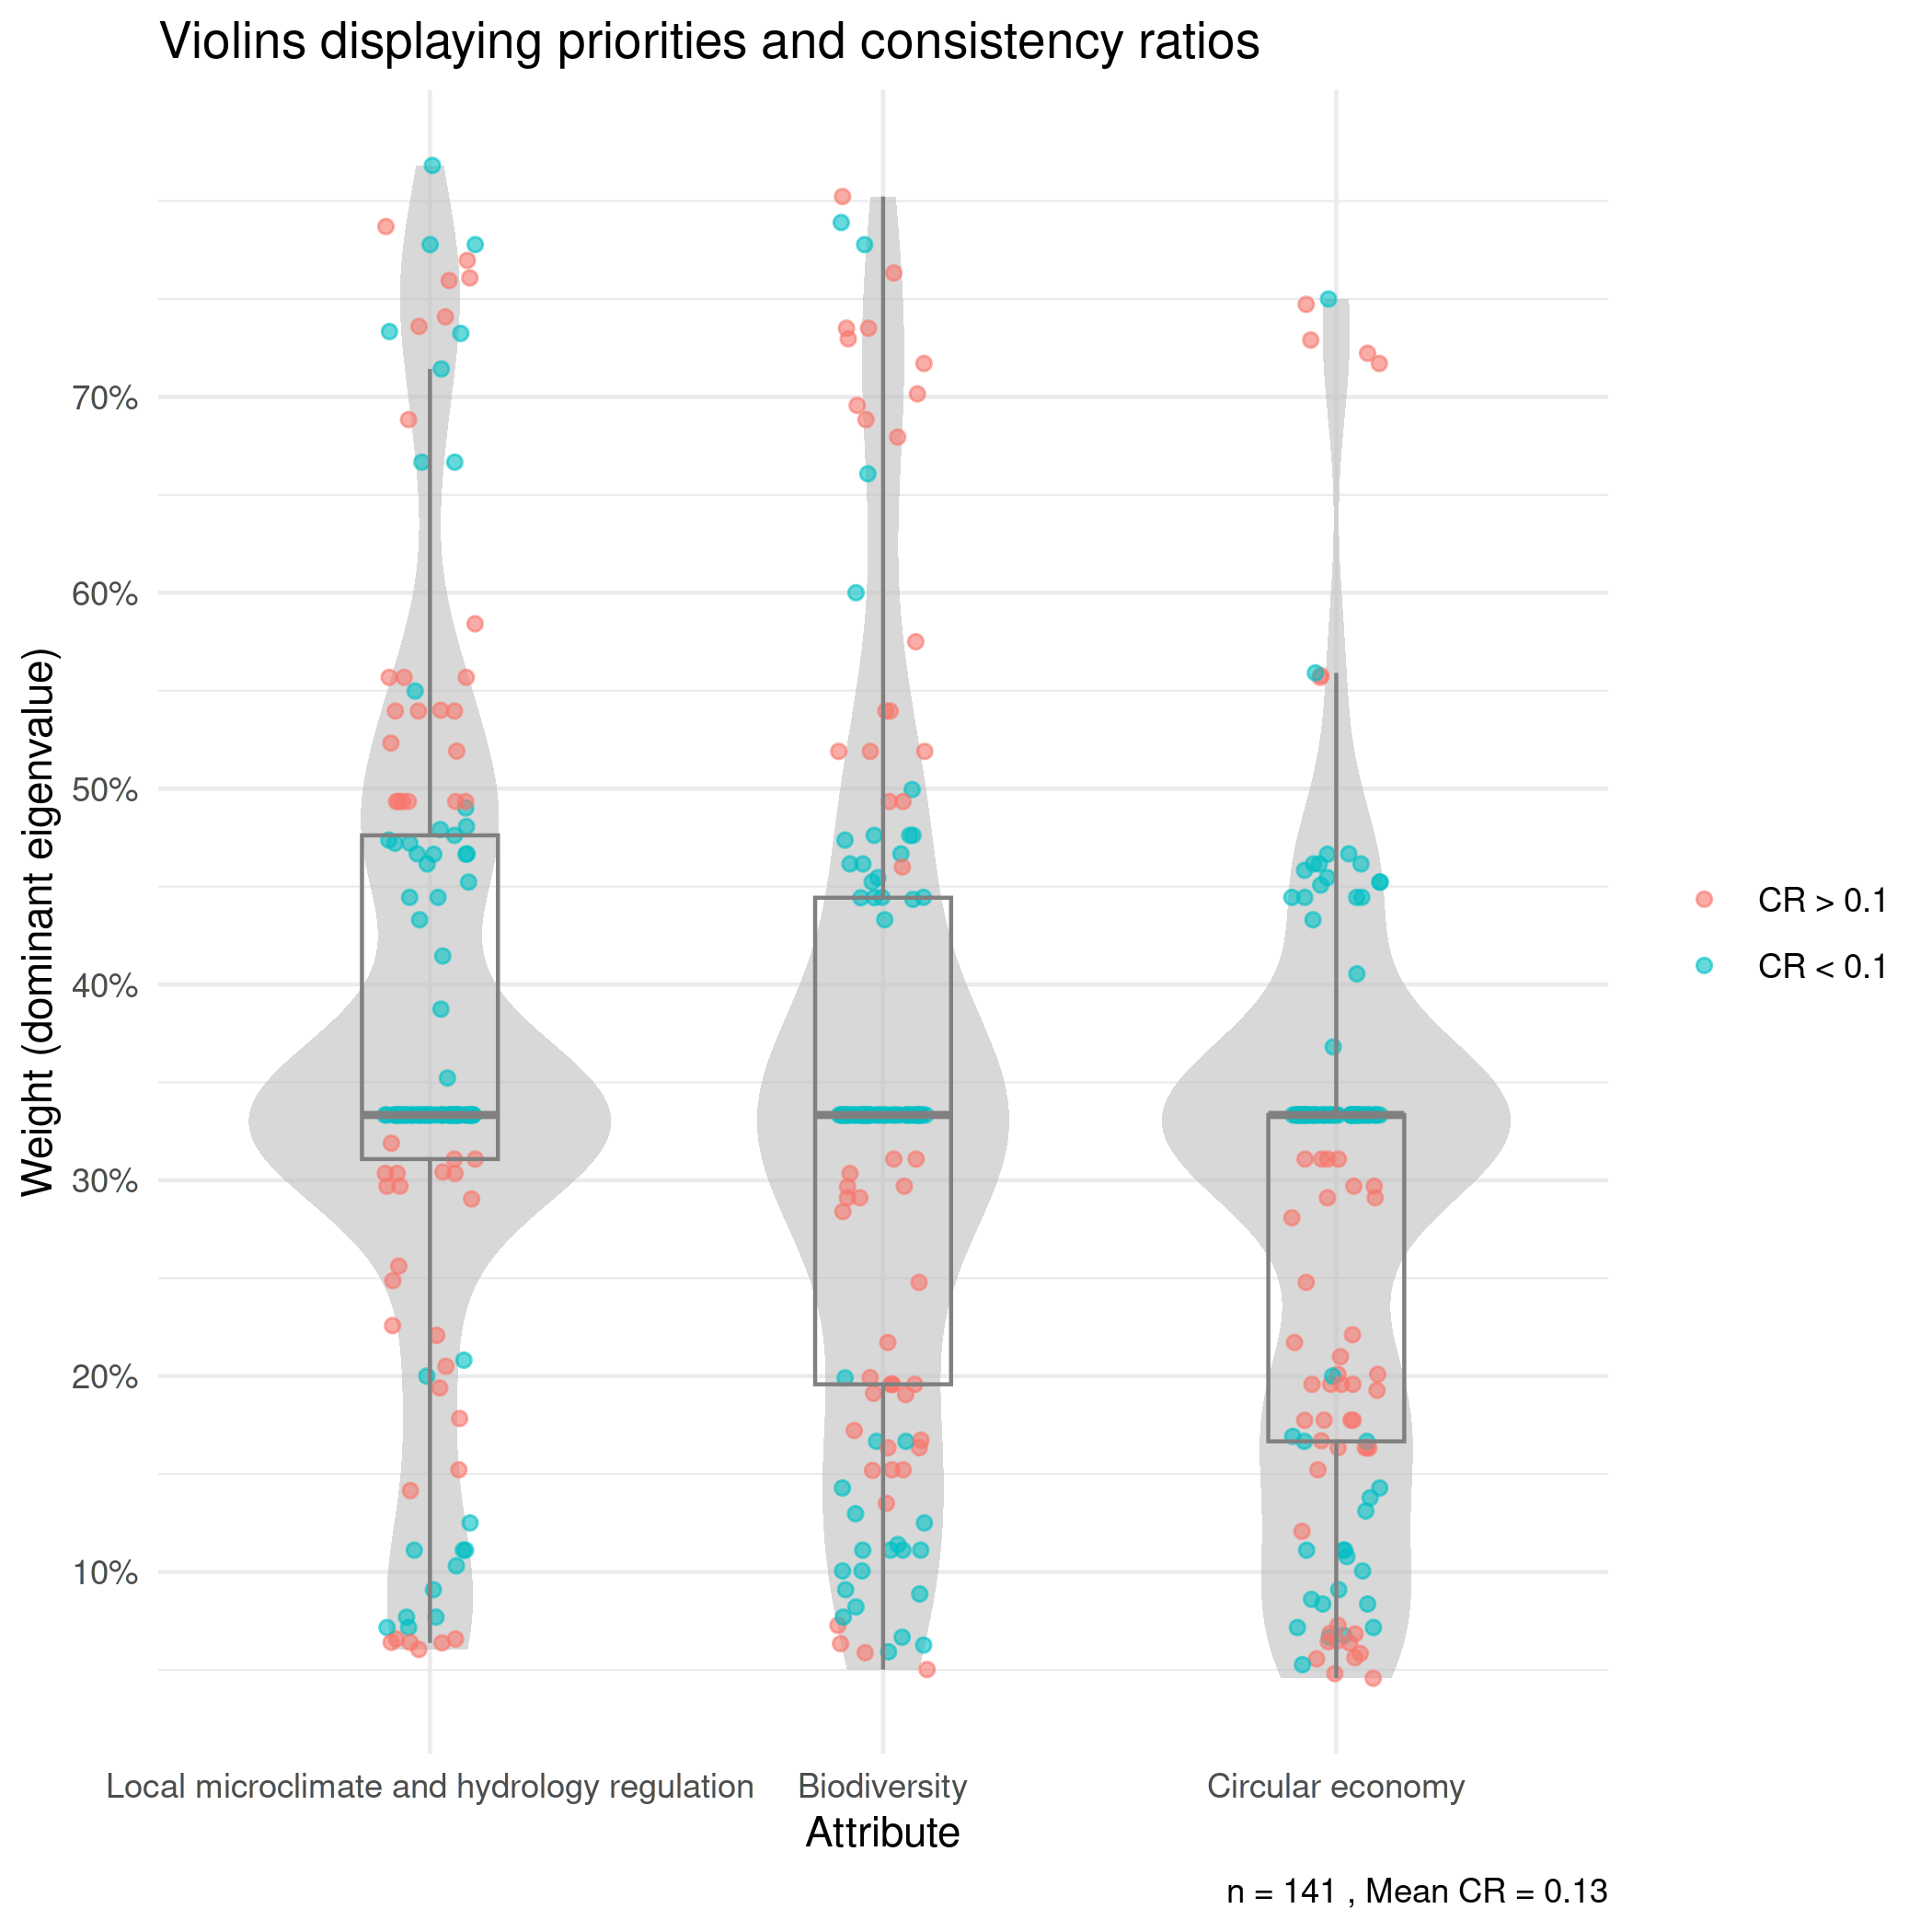 Violins displaying priorities and consistency ratios
Weight (dominant eigenvalue)
70%
60%
50%
40%
30%
20%
10%
CR > 0.1
CR < 0.1
Local microclimate and hydrology regulation
Biodiversity
Circular economy
Attribute
n = 141 , Mean CR = 0.13